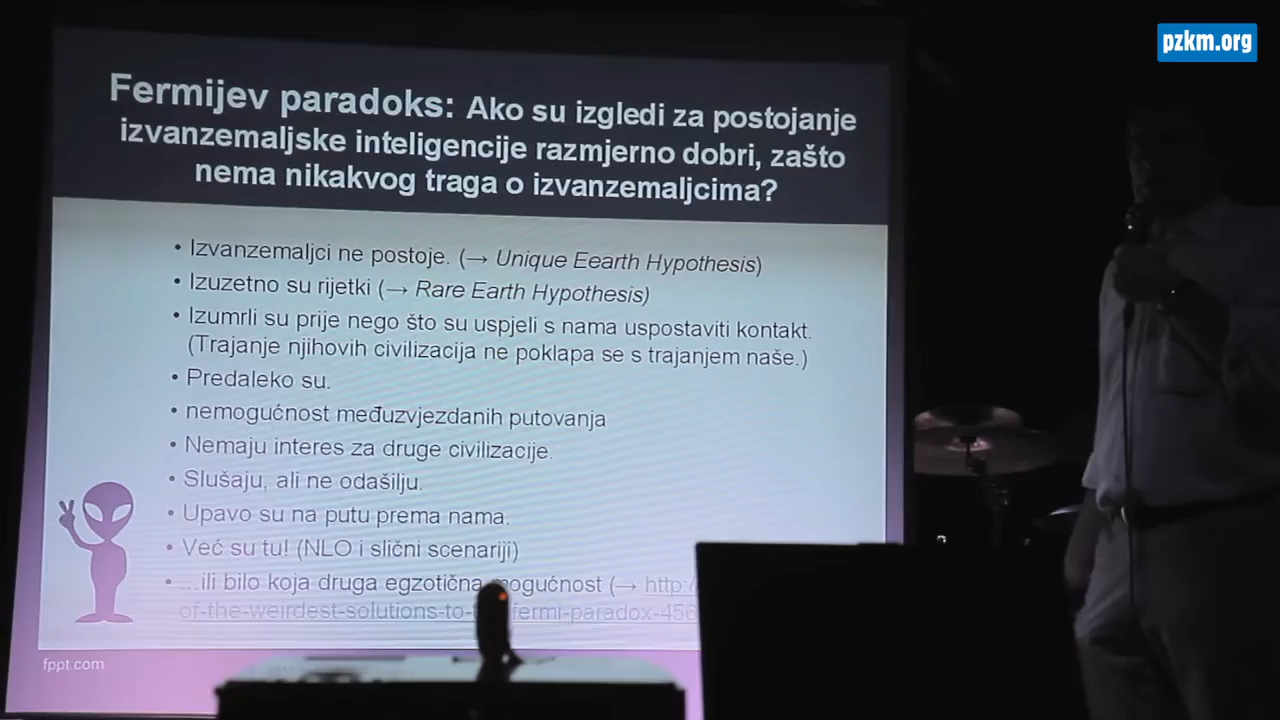 pzkm.org
Fermijev paradoks: Ako su izgledi za postojanje
izvanzemaljske inteligencije razmjerno dobri, zašto
nema nikakvog traga o izvanzemaljcima?
• Izvanzemaljci ne postoje. (→ Unique Eearth Hypothesis)
• Izuzetno su rijetki (→ Rare Earth Hypothesis)
• Izumrli su prije nego što su uspjeli s nama uspostaviti kontakt.
(Trajanje njihovih civilizacija ne poklapa se s trajanjem naše.)
• Predaleko su.
• nemogućnost međuzvjezdanih putovanja
• Nemaju interes za druge civilizacije.
• Slušaju, ali ne odašilju.
• Upavo su na putu prema nama.
• Već su tu! (NLO i slični scenariji)
• ...ili bilo koja druga egzotična mogućnost (→ http:/
of-the-weirdest-solutions-to- fermi-paradox-456
fppt.com